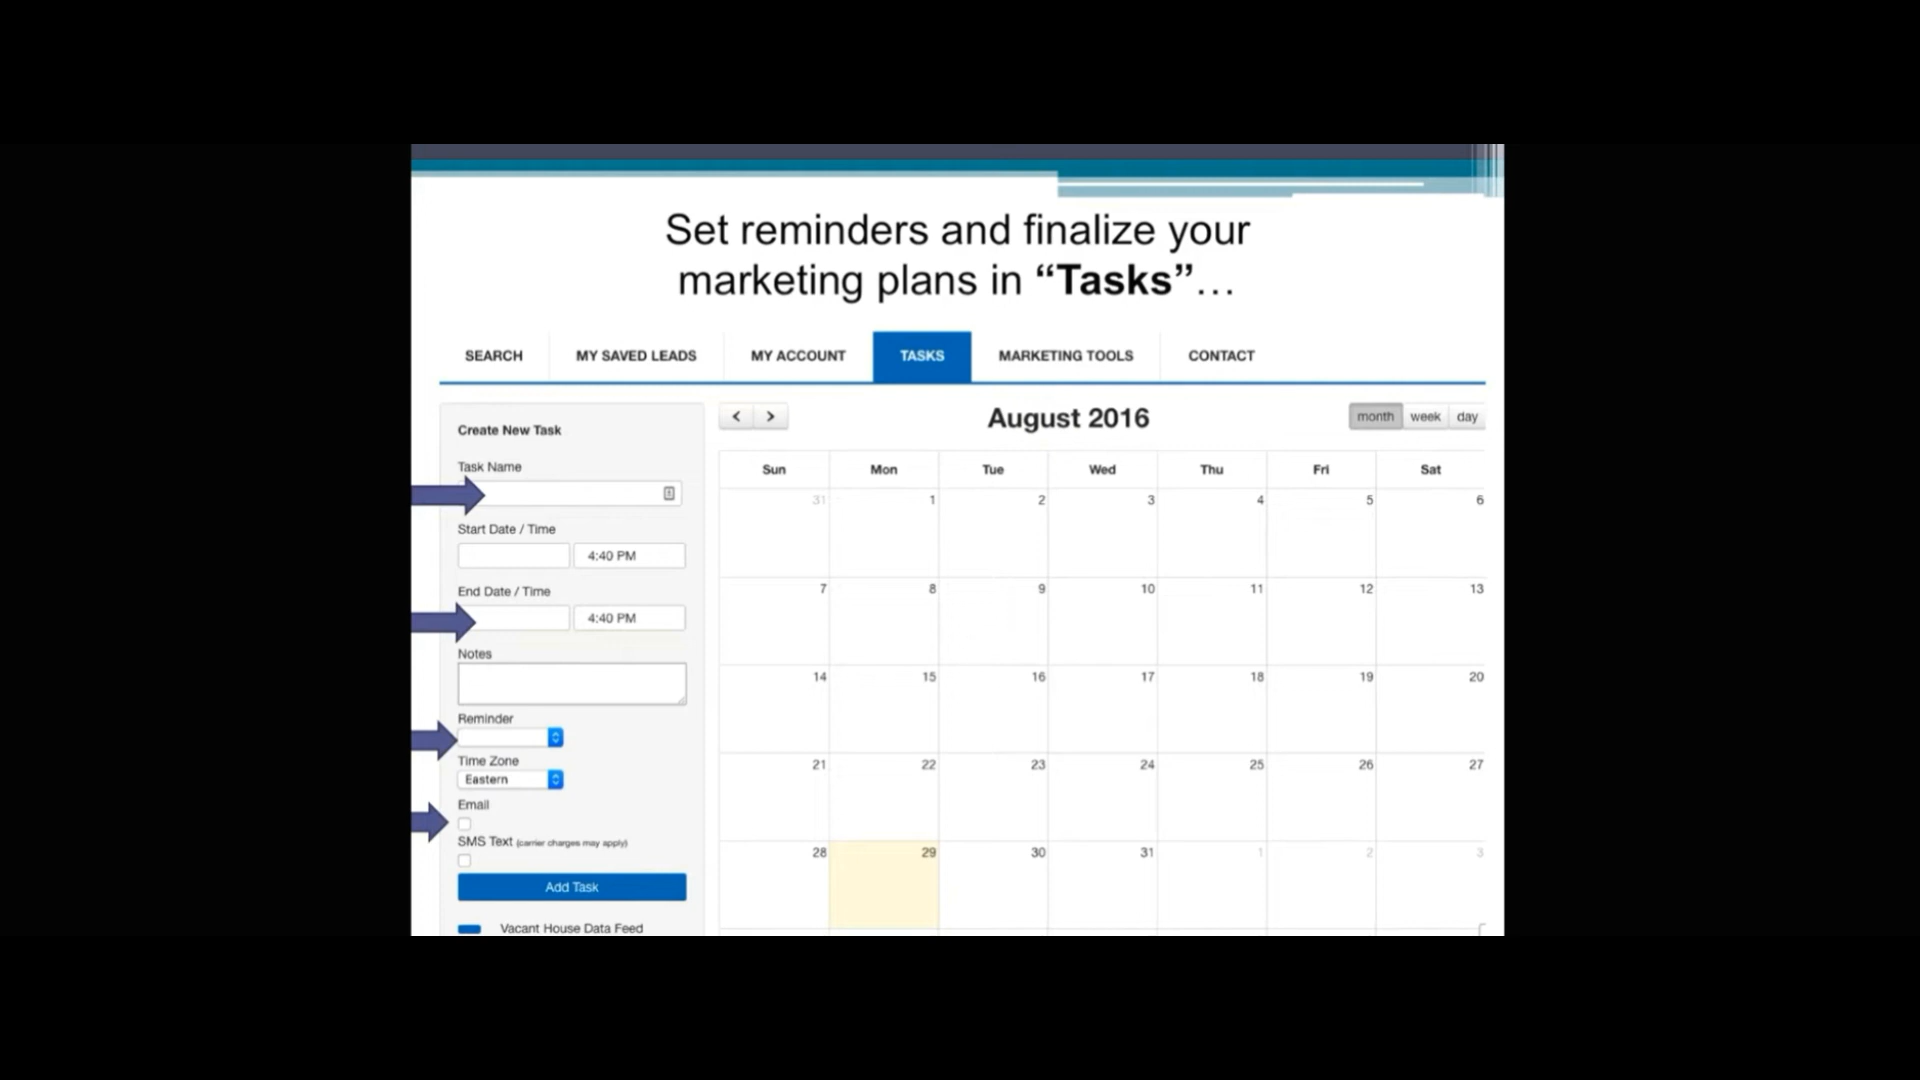 Set reminders and finalize your
marketing plans in “Tasks”…
SEARCH MY SAVED LEADS MY ACCOUNT TASKS MARKETING TOOLS CONTACT
Create New Task
Task Name
Start Date / Time
4:40 PM
End Date / Time
4:40 PM
Notes
Reminder
Time Zone
Eastern
Email
SMS Text (carrier charges may apply)
Add Task
Vacant House Data Feed
August 2016
month week day
Sun Mon Tue Wed Thu Fri Sat
31 1 2 3 4 5 6
7 8 9 10 11 12 13
14 15 16 17 18 19 20
21 22 23 24 25 26 27
28 29 30 31 1 2 3